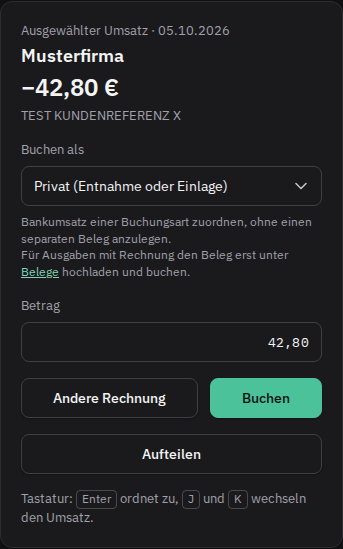 Ausgewählter Umsatz · 05.10.2026
Musterfirma
−42,80 €
TEST KUNDENREFERENZ X
Buchen als
Privat (Entnahme oder Einlage)
Bankumsatz einer Buchungsart zuordnen, ohne einen
separaten Beleg anzulegen.
Für Ausgaben mit Rechnung den Beleg erst unter
Belege hochladen und buchen.
Betrag
42,80
Andere Rechnung Buchen
Aufteilen
Tastatur: Enter ordnet zu, J und K wechseln
den Umsatz.